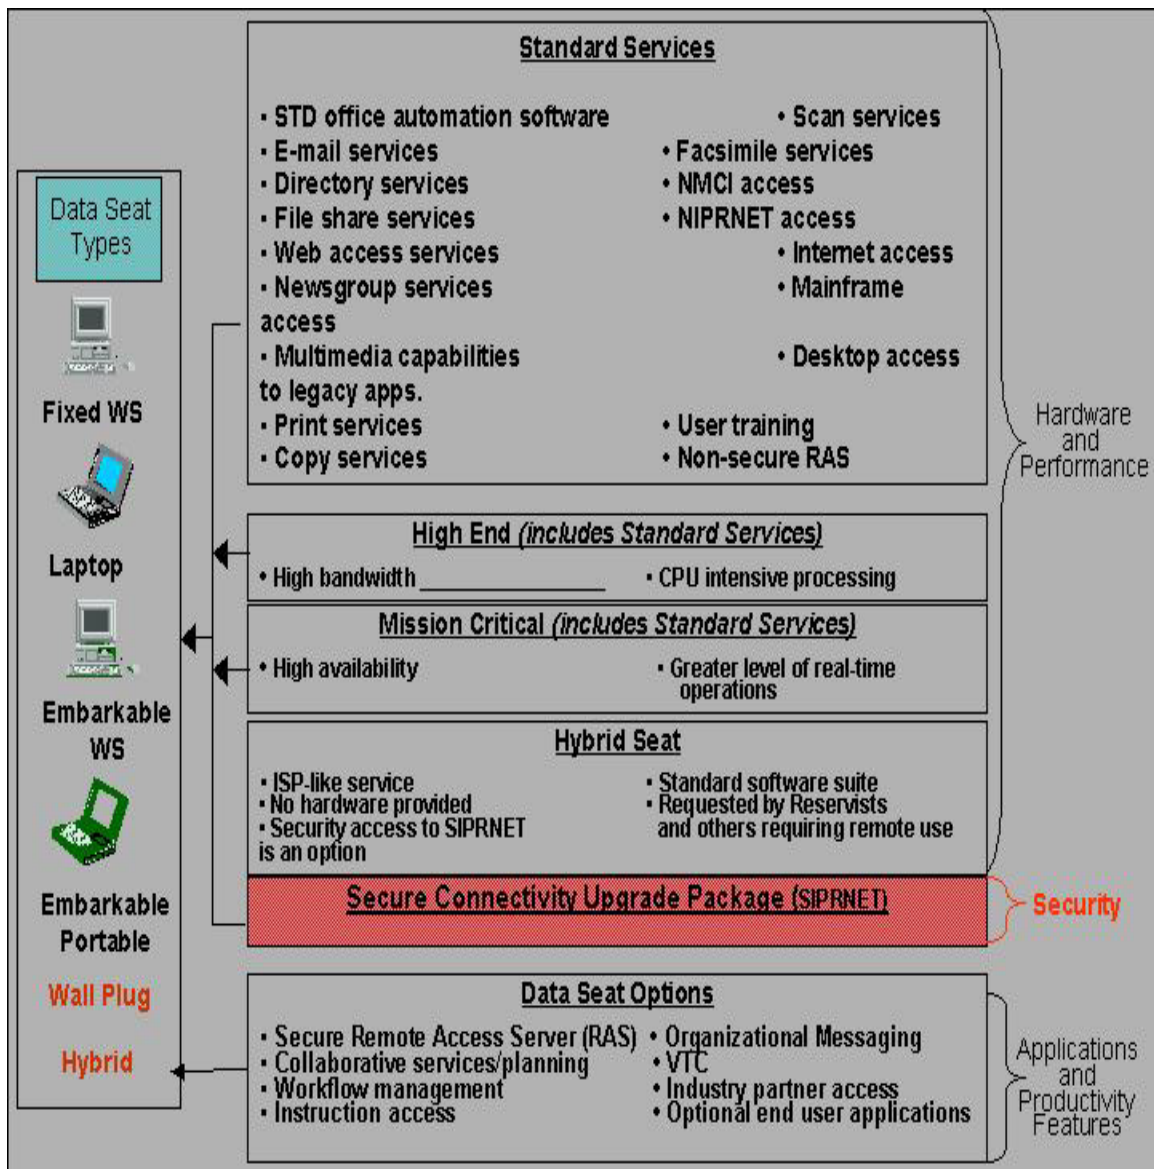 Data Seat
Types
Fixed WS
Laptop
Embarkable
WS
Embarkable
Portable
Wall Plug
Hybrid
Standard Services
▪ STD office automation software • Scan services
▪ E-mail services • Facsimile services
▪ Directory services • NMCI access
▪ File share services • NIPRNET access
▪ Web access services • Internet access
▪ Newsgroup services • Mainframe
access
▪ Multimedia capabilities • Desktop access
to legacy apps.
▪ Print services • User training
▪ Copy services • Non-secure RAS
High End (includes Standard Services)
• High bandwidth • CPU intensive processing
Mission Critical (includes Standard Services)
• High availability • Greater level of real-time
operations
Hybrid Seat
▪ ISP-like service ▪ Standard software suite
▪ No hardware provided ▪ Requested by Reservists
▪ Security access to SIPRNET and others requiring remote use
is an option
Secure Connectivity Upgrade Package (SIPRNET)
Data Seat Options
▪ Secure Remote Access Server (RAS) • Organizational Messaging
▪ Collaborative services/planning • VTC
▪ Workflow management • Industry partner access
▪ Instruction access • Optional end user applications
Hardware
and
Performance
Security
Applications
and
Productivity
Features